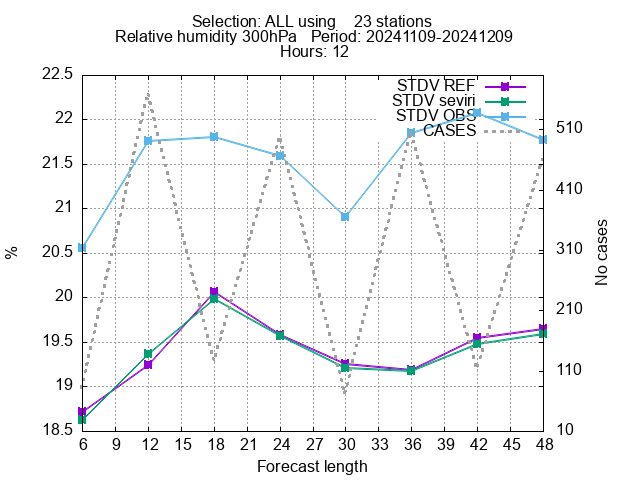 Selection: ALL using    23 stations
Relative humidity 300hPa   Period: 20241109-20241209
Hours: 12
STDV REF
STDV seviri
STDV OBS
CASES
22.5
22
21.5
21
20.5
20
19.5
19
18.5
%
510
410
310
210
110
10
No cases
6 9 12 15 18 21 24 27 30 33 36 39 42 45 48
Forecast length